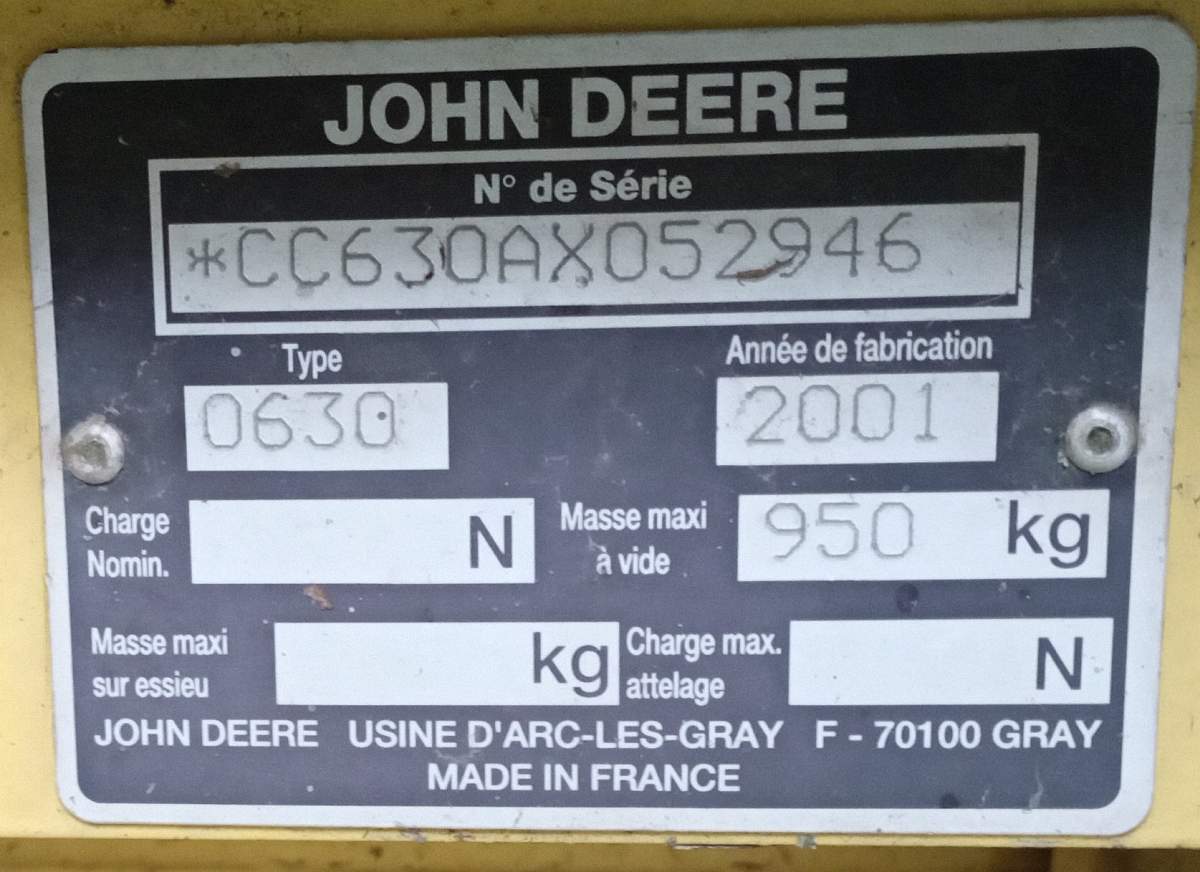 JOHN DEERE
N° de Série
*CC630AX052946
Type
Année de fabrication
0630
2001
Charge Nomin.
N
Masse maxi à vide
950 kg
Masse maxi sur essieu
kg
Charge max. attelage
N
JOHN DEERE USINE D'ARC-LES-GRAY F - 70100 GRAY
MADE IN FRANCE